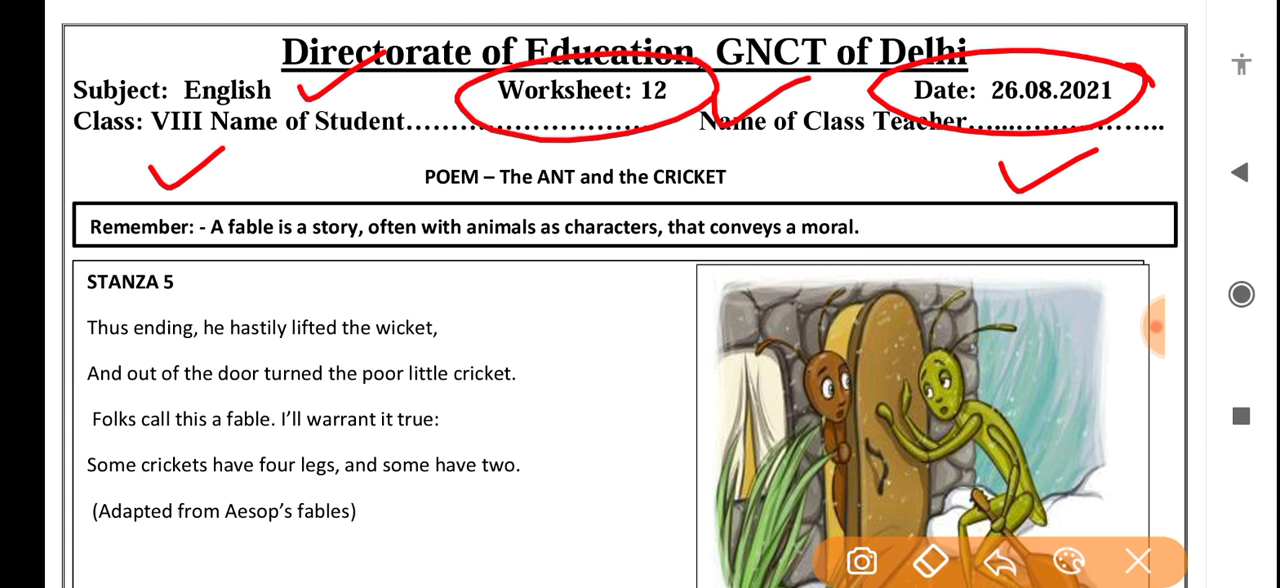 Directorate of Education, GNCT of Delhi
Subject: English Worksheet: 12 Date: 26.08.2021
Class: VIII Name of Student…………………………. Name of Class Teacher…...……………..
POEM – The ANT and the CRICKET
Remember: - A fable is a story, often with animals as characters, that conveys a moral.
STANZA 5
Thus ending, he hastily lifted the wicket,
And out of the door turned the poor little cricket.
Folks call this a fable. I’ll warrant it true:
Some crickets have four legs, and some have two.
(Adapted from Aesop’s fables)